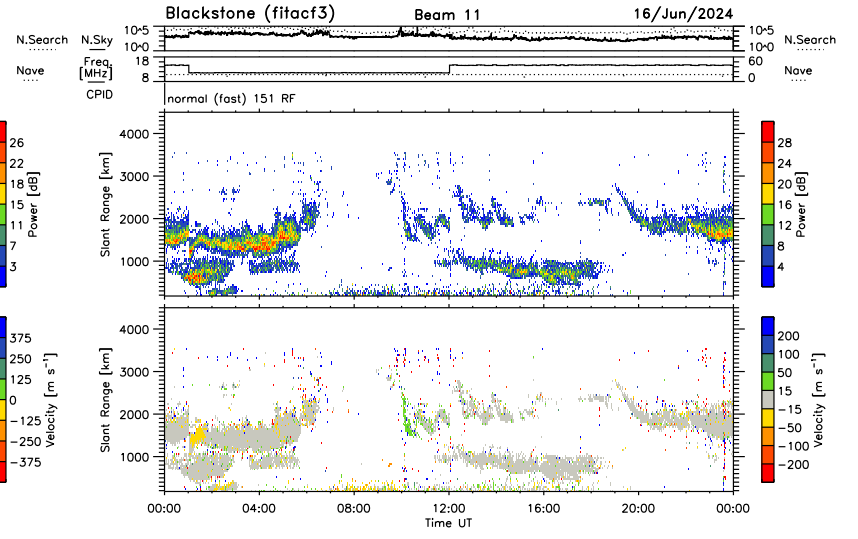 Blackstone (fitacf3) Beam 11 16/Jun/2024
N.Search N.Sky 10^5 10^0 10^5 10^0 N.Search
Nave Freq. [MHz] 18 8 60 0 Nave
CPID normal (fast) 151 RF
Slant Range [km] 4000 3000 2000 1000
Power [dB] 26 22 18 15 11 7 3
Power [dB] 28 24 20 16 12 8 4
Slant Range [km] 4000 3000 2000 1000
Velocity [m s⁻¹] 375 250 125 0 −125 −250 −375
Velocity [m s⁻¹] 200 100 50 15 −15 −50 −100 −200
00:00 04:00 08:00 12:00 16:00 20:00 00:00
Time UT